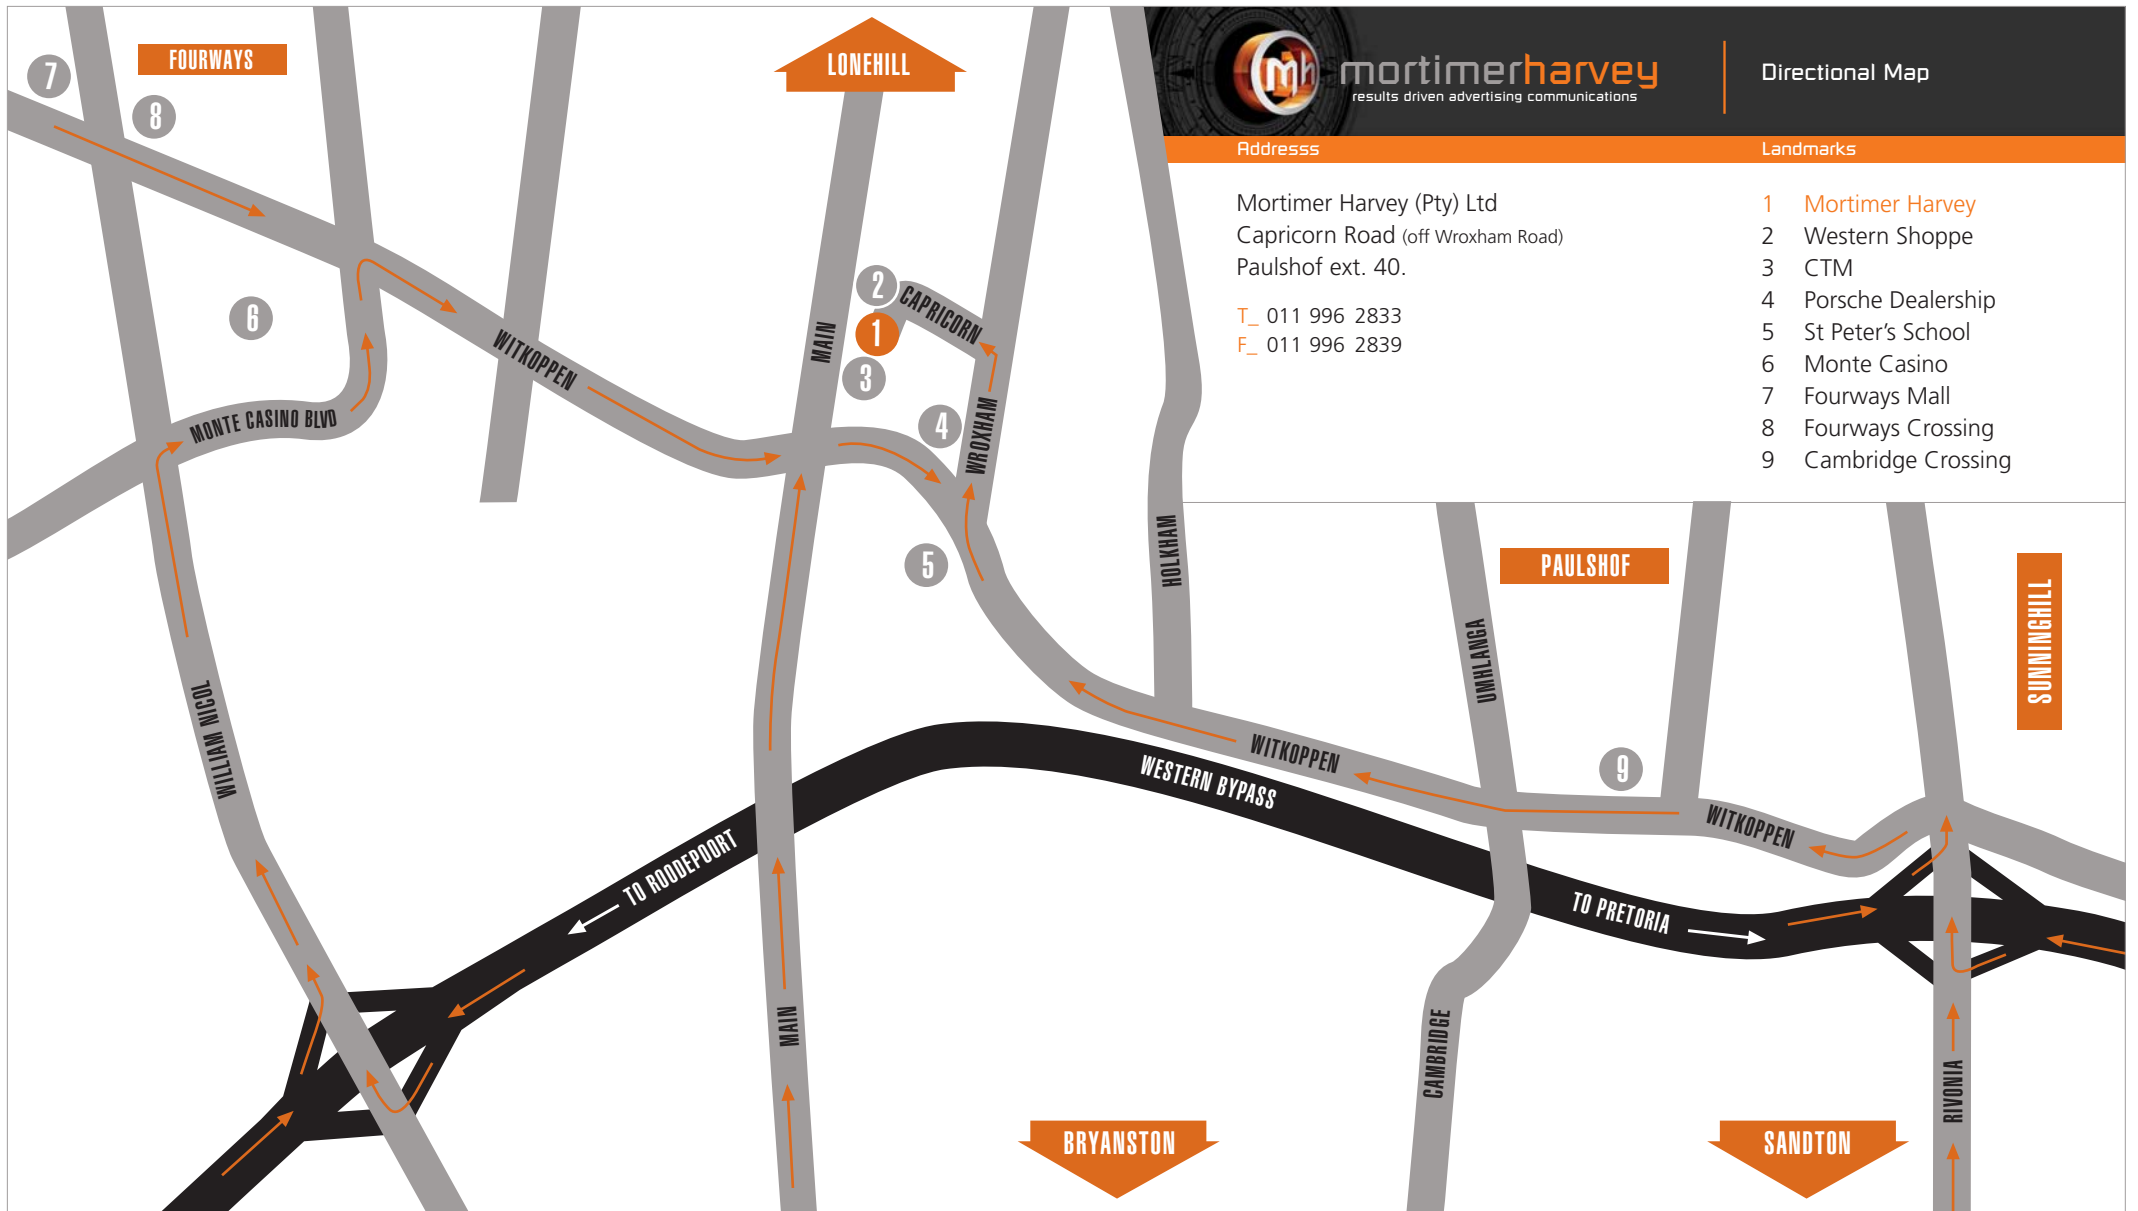 FOURWAYS
LONEHILL
mortimerharvey
results driven advertising communications
Mh
Directional Map
Addresss
Landmarks
Mortimer Harvey (Pty) Ltd
Capricorn Road (off Wroxham Road)
Paulshof ext. 40.
T_ 011 996 2833
F_ 011 996 2839
1 Mortimer Harvey
2 Western Shoppe
3 CTM
4 Porsche Dealership
5 St Peter's School
6 Monte Casino
7 Fourways Mall
8 Fourways Crossing
9 Cambridge Crossing
7
8
6
2
1
3
4
5
9
CAPRICORN
MAIN
WITKOPPEN
MONTE CASINO BLVD
WROXHAM
HOLKHAM
PAULSHOF
SUNNINGHILL
UMHLANGA
WILLIAM NICOL
WITKOPPEN
WESTERN BYPASS
WITKOPPEN
TO ROODEPOORT
TO PRETORIA
MAIN
CAMBRIDGE
RIVONIA
BRYANSTON
SANDTON